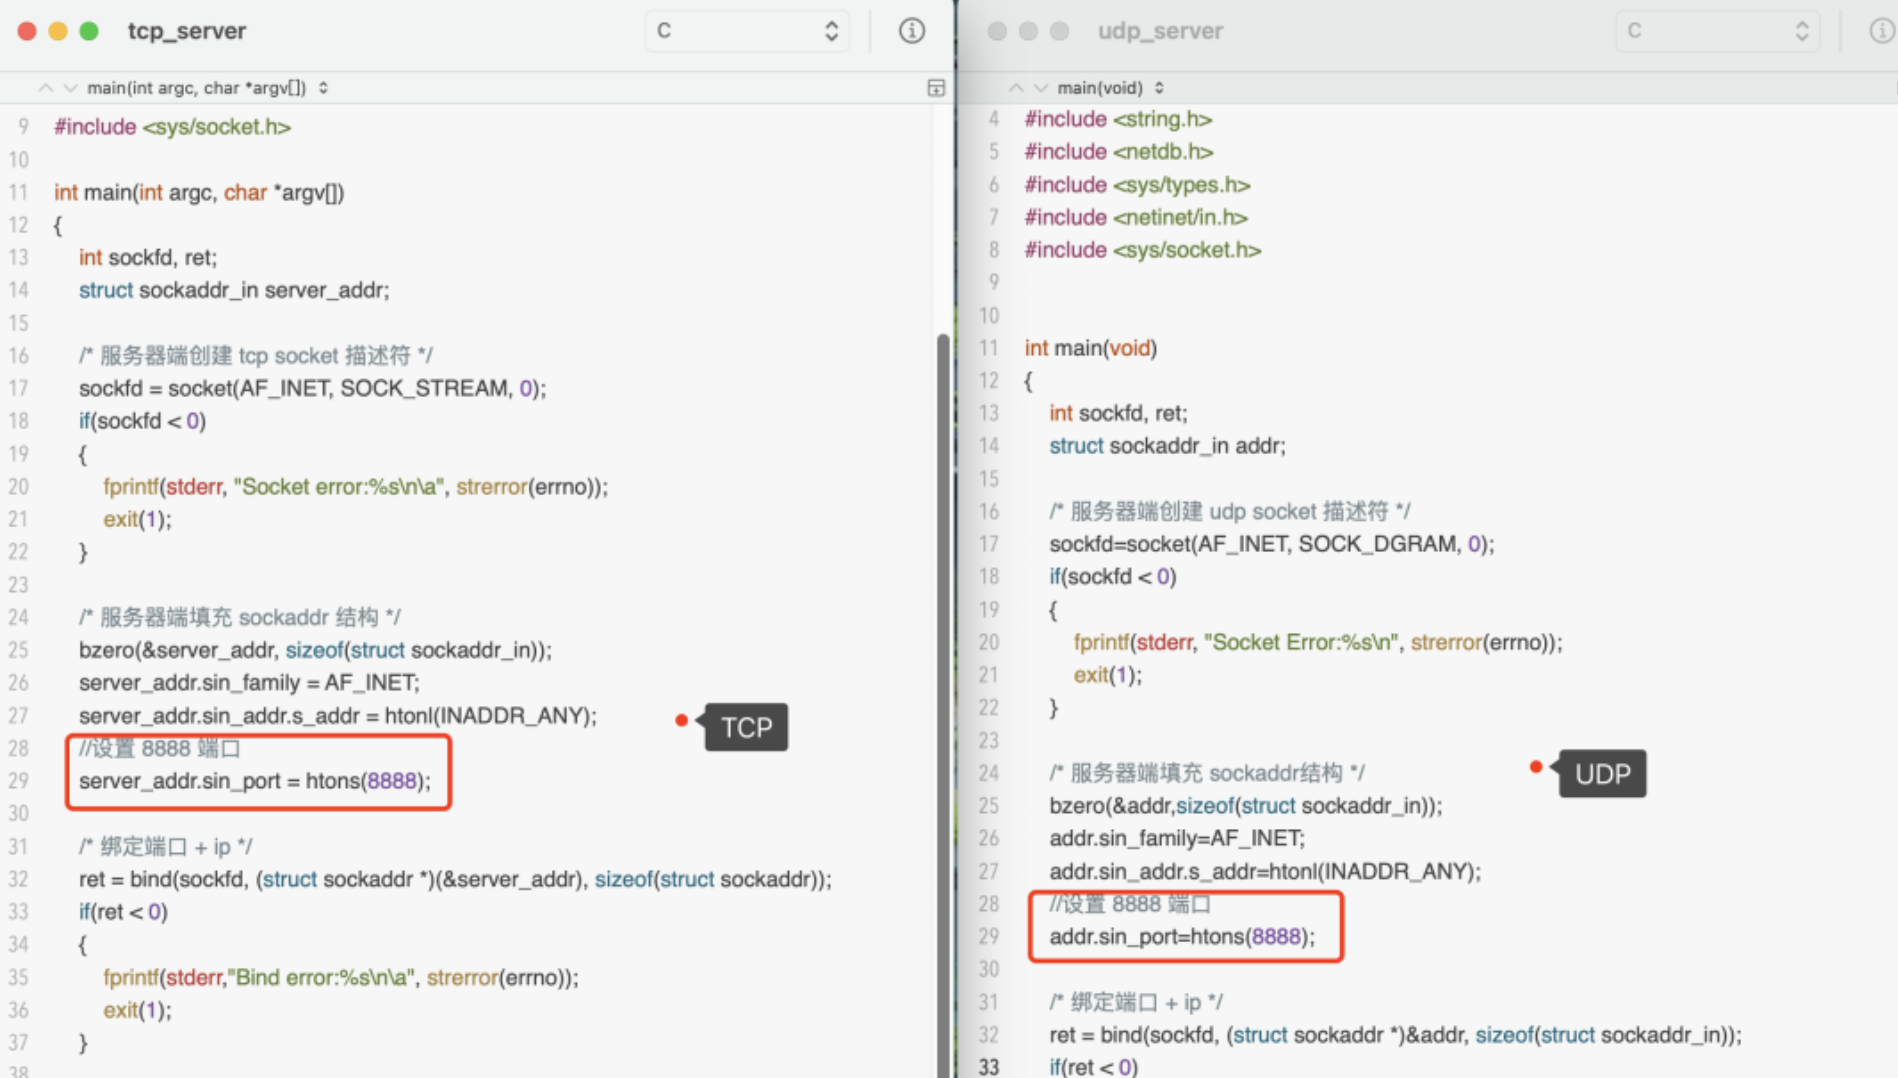 tcp_server
C
main(int argc, char *argv[])
9 #include <sys/socket.h>
10
11 int main(int argc, char *argv[])
12 {
13 int sockfd, ret;
14 struct sockaddr_in server_addr;
15
16 /* 服务器端创建 tcp socket 描述符 */
17 sockfd = socket(AF_INET, SOCK_STREAM, 0);
18 if(sockfd < 0)
19 {
20 fprintf(stderr, "Socket error:%s\n\a", strerror(errno));
21 exit(1);
22 }
23
24 /* 服务器端填充 sockaddr 结构 */
25 bzero(&server_addr, sizeof(struct sockaddr_in));
26 server_addr.sin_family = AF_INET;
27 server_addr.sin_addr.s_addr = htonl(INADDR_ANY);
TCP
28 //设置 8888 端口
29 server_addr.sin_port = htons(8888);
30
31 /* 绑定端口 + ip */
32 ret = bind(sockfd, (struct sockaddr *)(&server_addr), sizeof(struct sockaddr));
33 if(ret < 0)
34 {
35 fprintf(stderr,"Bind error:%s\n\a", strerror(errno));
36 exit(1);
37 }
38
udp_server
C
main(void)
4 #include <string.h>
5 #include <netdb.h>
6 #include <sys/types.h>
7 #include <netinet/in.h>
8 #include <sys/socket.h>
9
10
11 int main(void)
12 {
13 int sockfd, ret;
14 struct sockaddr_in addr;
15
16 /* 服务器端创建 udp socket 描述符 */
17 sockfd=socket(AF_INET, SOCK_DGRAM, 0);
18 if(sockfd < 0)
19 {
20 fprintf(stderr, "Socket Error:%s\n", strerror(errno));
21 exit(1);
22 }
23
24 /* 服务器端填充 sockaddr结构 */
UDP
25 bzero(&addr,sizeof(struct sockaddr_in));
26 addr.sin_family=AF_INET;
27 addr.sin_addr.s_addr=htonl(INADDR_ANY);
28 //设置 8888 端口
29 addr.sin_port=htons(8888);
30
31 /* 绑定端口 + ip */
32 ret = bind(sockfd, (struct sockaddr *)&addr, sizeof(struct sockaddr_in));
33 if(ret < 0)